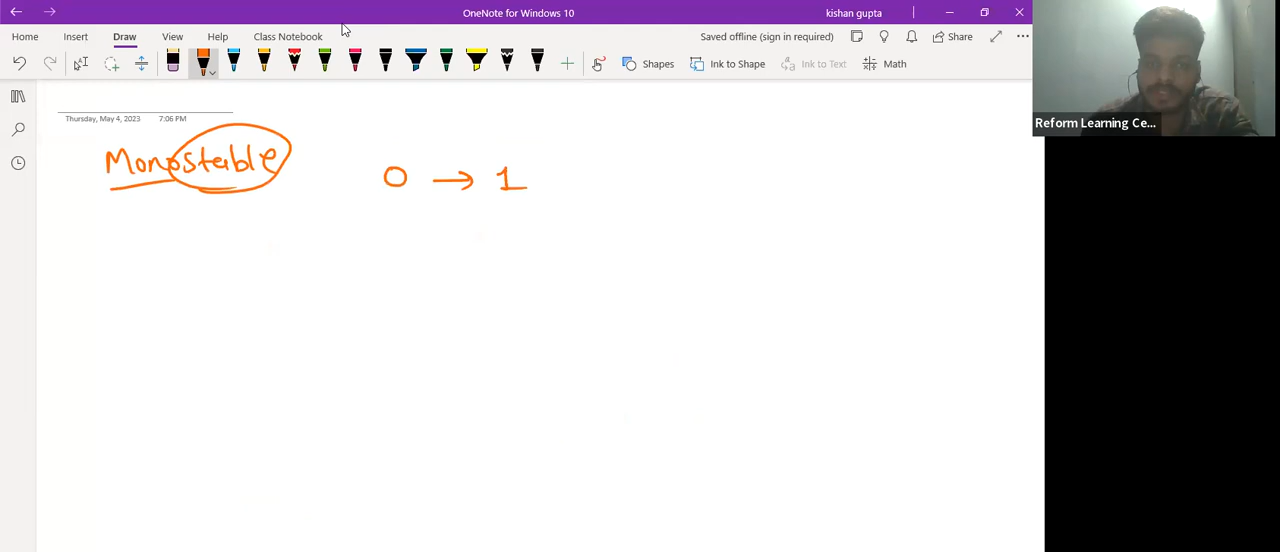 OneNote for Windows 10
kishan gupta
Home Insert Draw View Help Class Notebook
Saved offline (sign in required)
Share
Shapes Ink to Shape Ink to Text Math
Reform Learning Ce...
Thursday, May 4, 2023 7:06 PM
Monostable
0 → 1